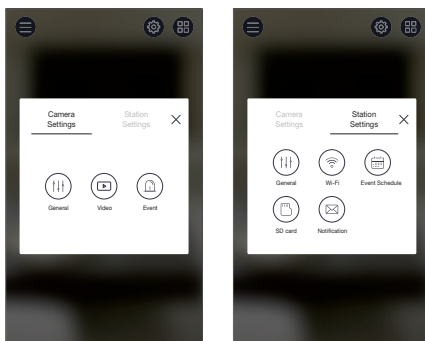 Camera
Settings
Station
Settings
General
Video
Event
Camera
Settings
Station
Settings
General
Wi-Fi
Event Schedule
SD card
Notification